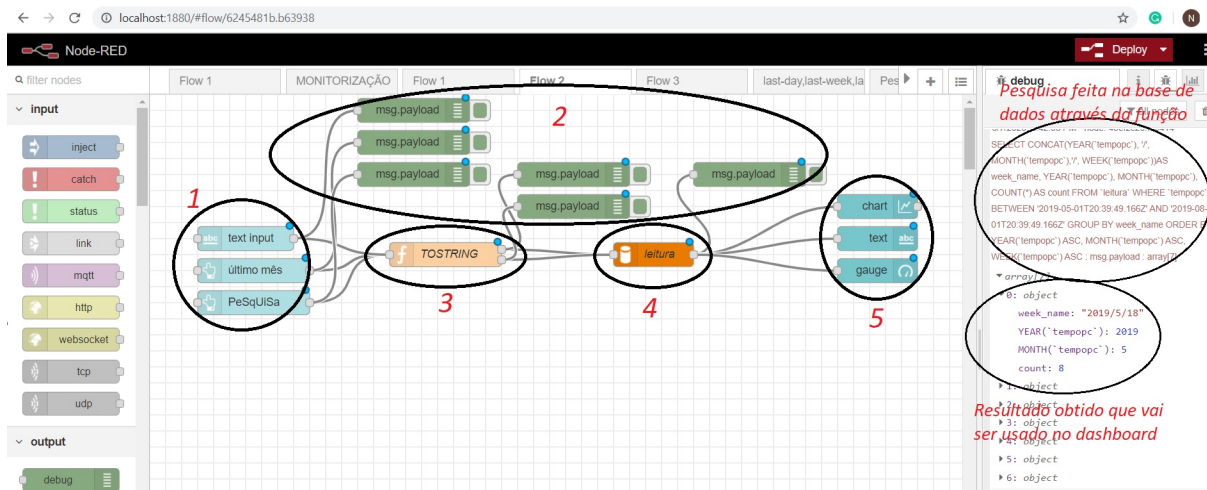 localhost:1880/#flow/6245481b.b63938
N
Node-RED
Deploy
filter nodes
Flow 1
MONITORIZAÇÃO
Flow 1
Flow 2
Flow 3
last-day,last-week,la
Pes
debug
input
inject
catch
status
link
mqtt
http
websocket
tcp
udp
output
debug
2
msg.payload
msg.payload
msg.payload
msg.payload
msg.payload
msg.payload
1
text input
último mês
PeSqUiSa
TOSTRING
3
leitura
4
chart
text
gauge
5
Pesquisa feita na base de
dados através da função
SELECT CONCAT(YEAR(`tempopc`), '/',
MONTH(`tempopc`),'/', WEEK(`tempopc`))AS
week_name, YEAR(`tempopc`), MONTH(`tempopc`),
COUNT(*) AS count FROM `leitura` WHERE `tempopc`
BETWEEN '2019-05-01T20:39:49.166Z' AND '2019-08-
01T20:39:49.166Z' GROUP BY week_name ORDER B
YEAR(`tempopc`) ASC, MONTH(`tempopc`) ASC,
WEEK(`tempopc`) ASC : msg.payload : array[7]
array[7]
0: object
week_name: "2019/5/18"
YEAR(`tempopc`): 2019
MONTH(`tempopc`): 5
count: 8
1: object
2: object
Resultado obtido que vai
3: object
ser usado no dashboard
4: object
5: object
6: object